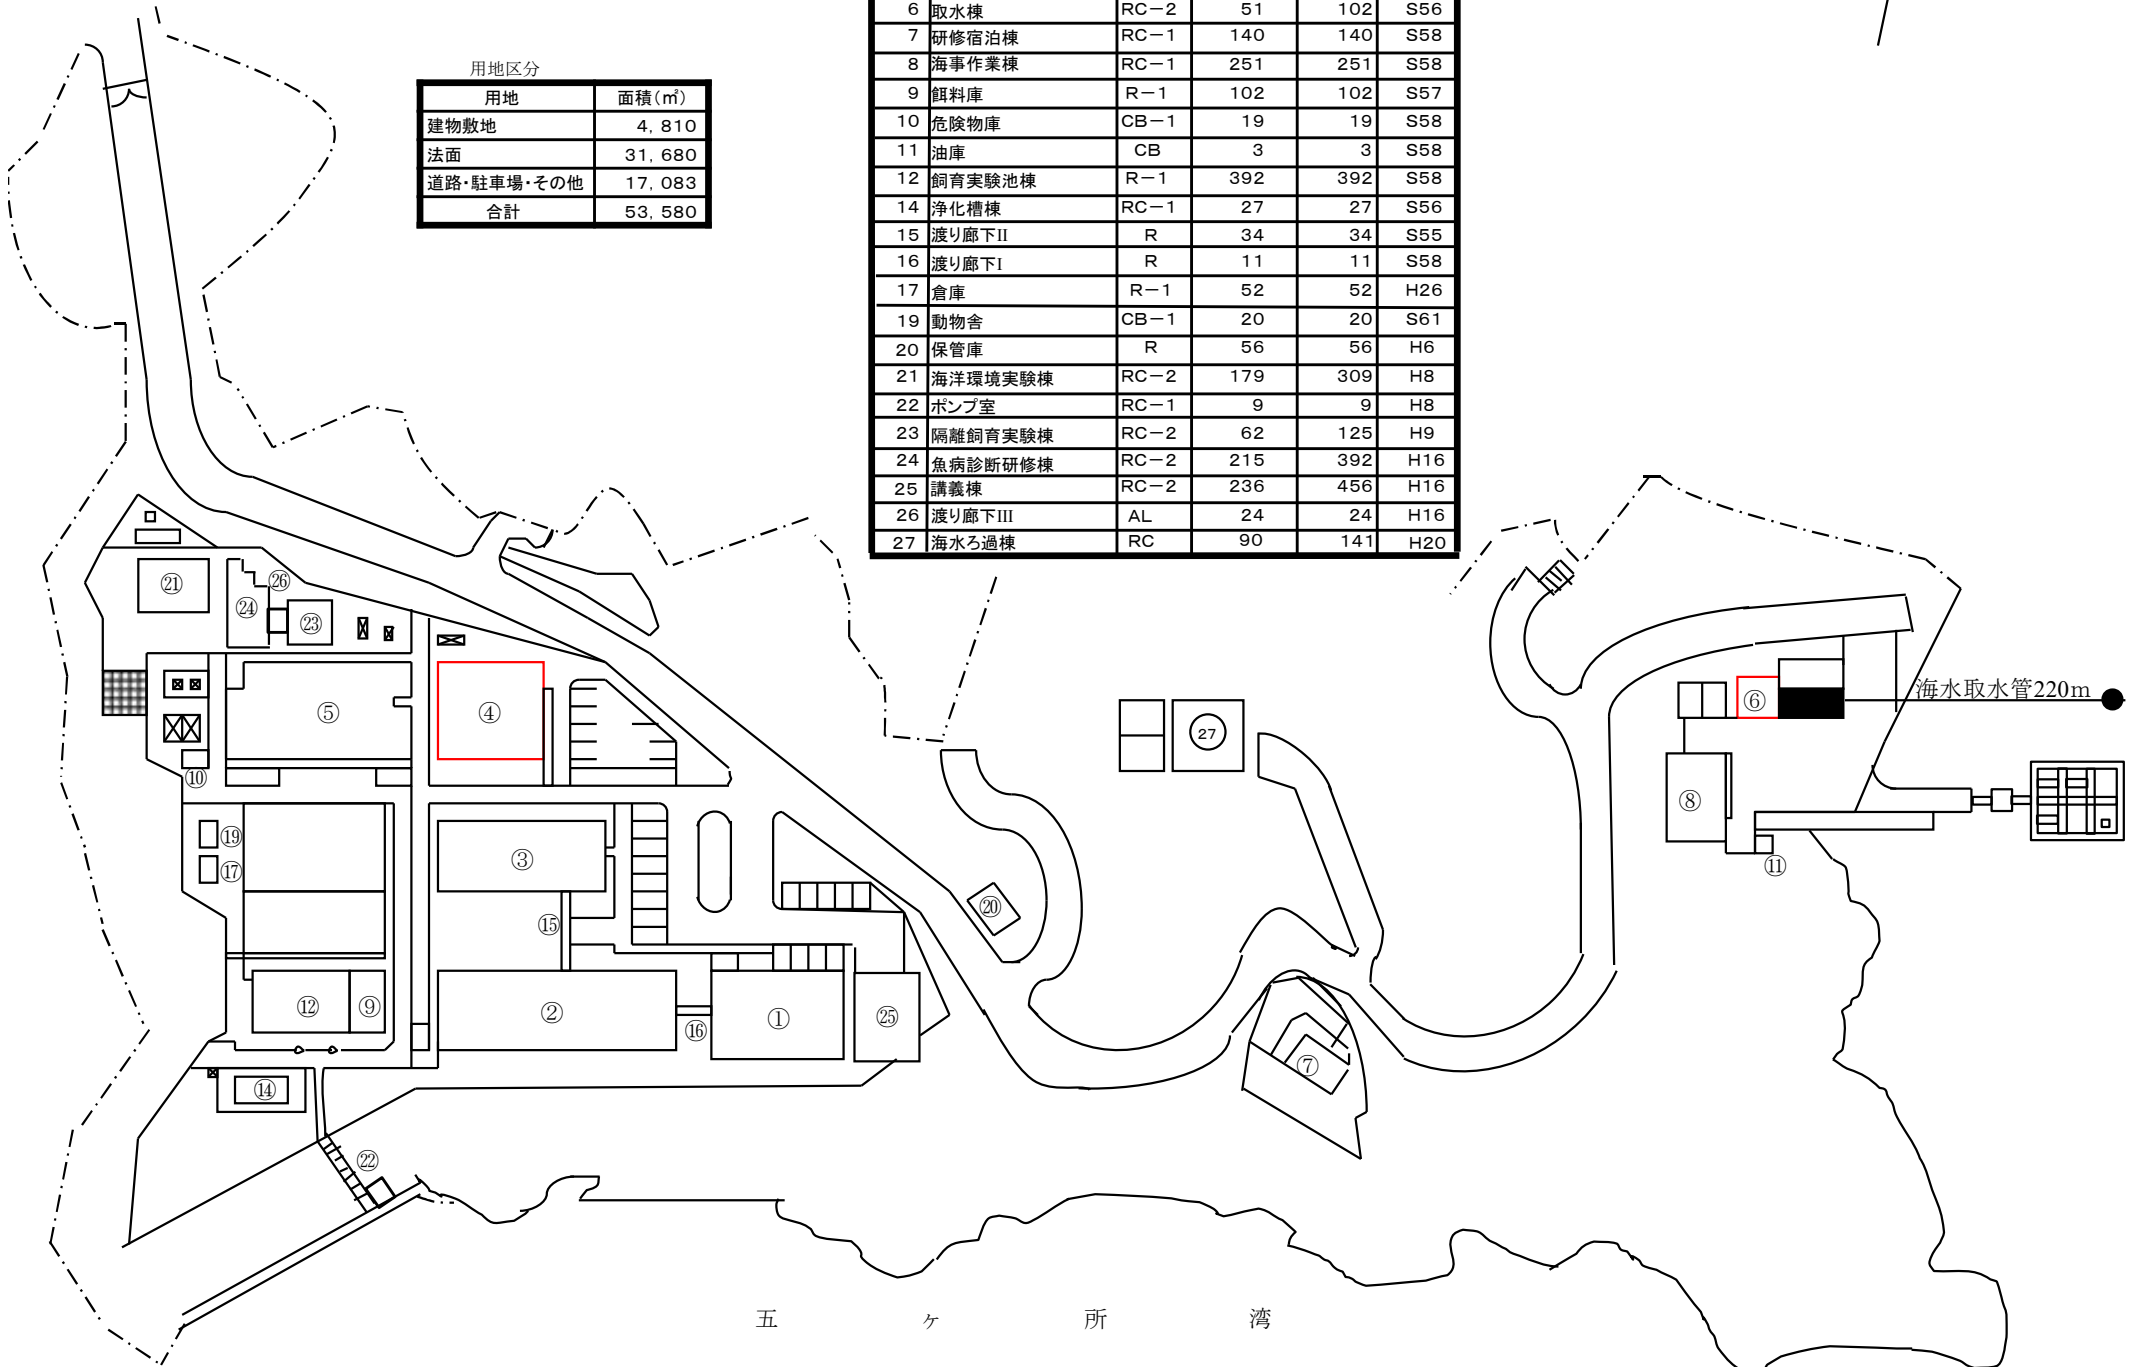 用地区分
用地 面積(㎡)
建物敷地 4,810
法面 31,680
道路・駐車場・その他 17,083
合計 53,580
6 取水棟 RC-2 51 102 S56
7 研修宿泊棟 RC-1 140 140 S58
8 海事作業棟 RC-1 251 251 S58
9 餌料庫 R-1 102 102 S57
10 危険物庫 CB-1 19 19 S58
11 油庫 CB 3 3 S58
12 飼育実験池棟 R-1 392 392 S58
14 浄化槽棟 RC-1 27 27 S56
15 渡り廊下II R 34 34 S55
16 渡り廊下I R 11 11 S58
17 倉庫 R-1 52 52 H26
19 動物舎 CB-1 20 20 S61
20 保管庫 R 56 56 H6
21 海洋環境実験棟 RC-2 179 309 H8
22 ポンプ室 RC-1 9 9 H8
23 隔離飼育実験棟 RC-2 62 125 H9
24 魚病診断研修棟 RC-2 215 392 H16
25 講義棟 RC-2 236 456 H16
26 渡り廊下III AL 24 24 H16
27 海水ろ過棟 RC 90 141 H20
㉑
㉔
㉖
㉓
⑤
④
⑩
⑲
⑰
③
⑮
⑳
27
⑥
海水取水管220m
⑧
⑪
⑫
⑨
②
⑯
①
㉕
⑦
⑭
㉒
五ヶ所湾